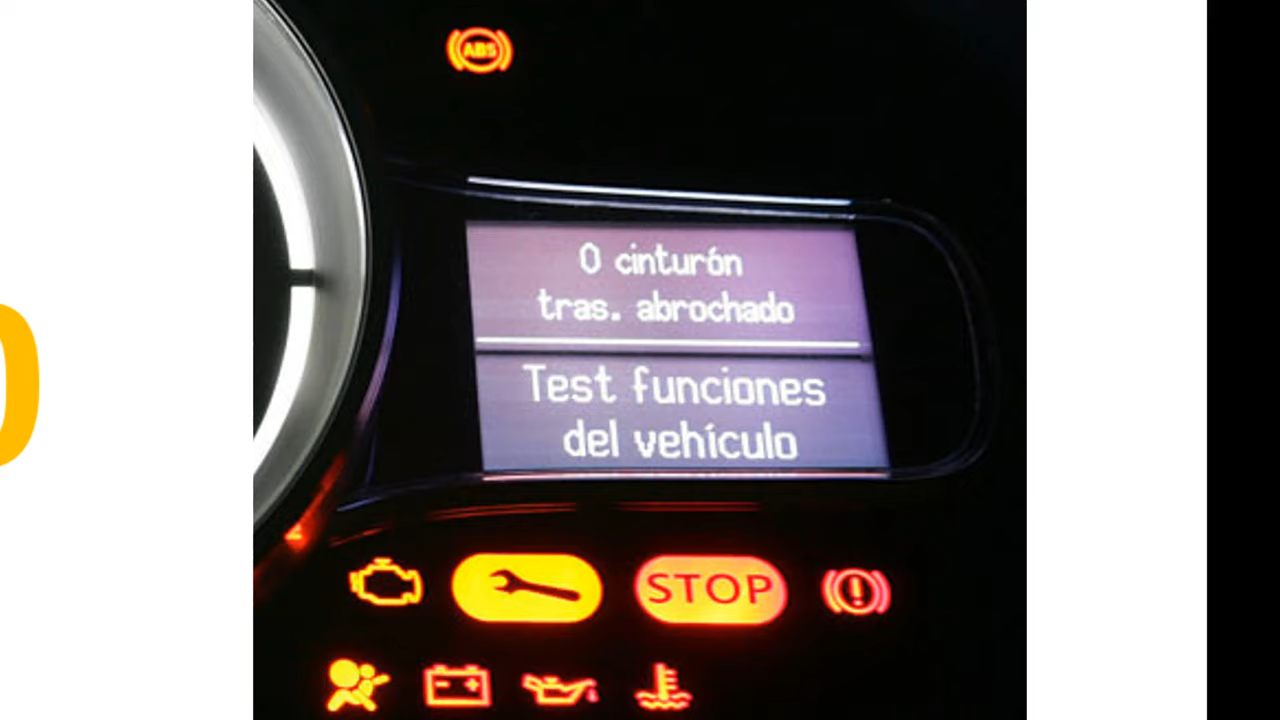 ABS
0 cinturón
tras. abrochado
Test funciones
del vehículo
STOP